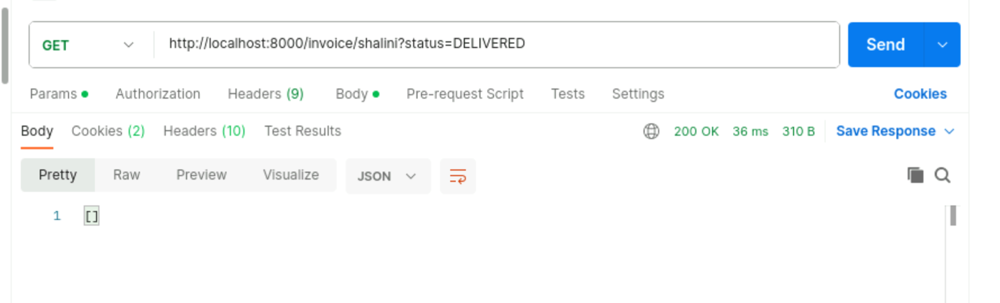 GET http://localhost:8000/invoice/shalini?status=DELIVERED Send
Params Authorization Headers (9) Body Pre-request Script Tests Settings Cookies
Body Cookies (2) Headers (10) Test Results 200 OK 36 ms 310 B Save Response
Pretty Raw Preview Visualize JSON
1 []